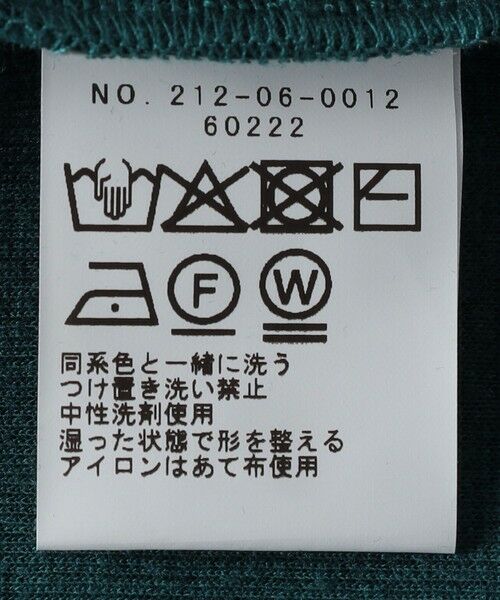 NO. 212-06-0012
60222
F W
同系色と一緒に洗う
つけ置き洗い禁止
中性洗剤使用
湿った状態で形を整える
アイロンはあて布使用